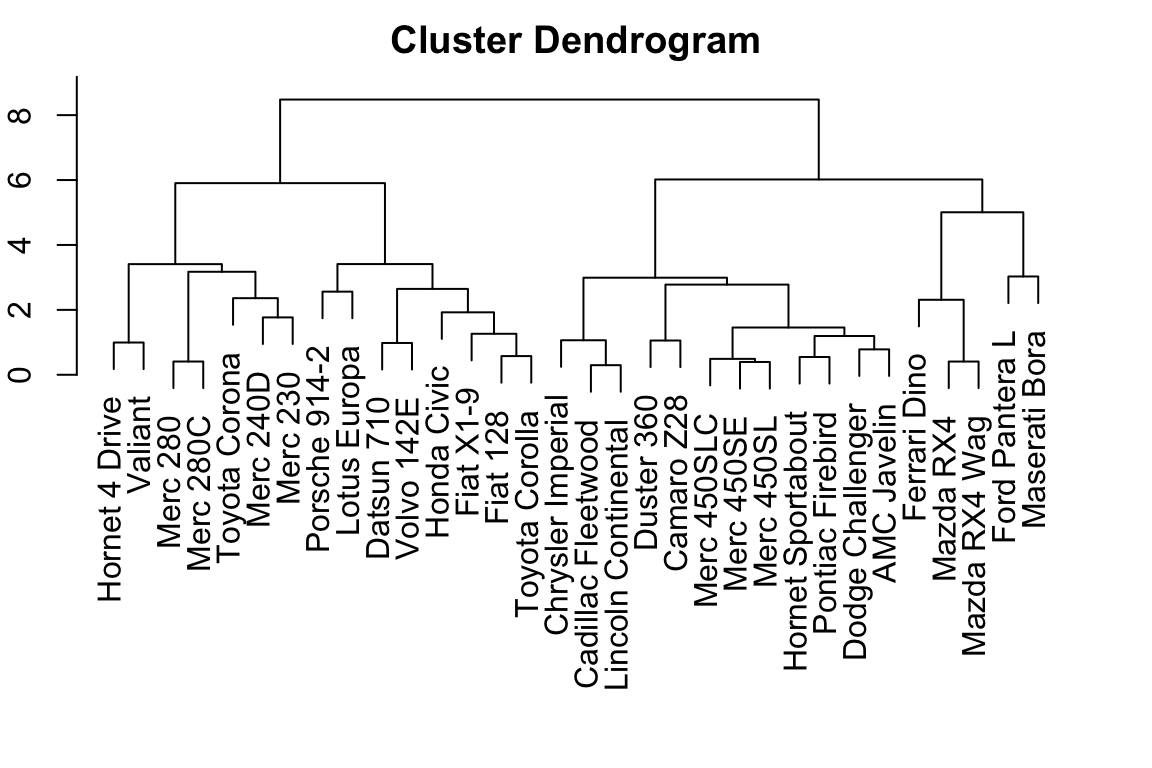 Cluster Dendrogram
8
6
4
2
0
Hornet 4 Drive
Valiant
Merc 280
Merc 280C
Toyota Corona
Merc 240D
Merc 230
Porsche 914-2
Lotus Europa
Datsun 710
Volvo 142E
Honda Civic
Fiat X1-9
Fiat 128
Toyota Corolla
Chrysler Imperial
Cadillac Fleetwood
Lincoln Continental
Duster 360
Camaro Z28
Merc 450SLC
Merc 450SE
Merc 450SL
Hornet Sportabout
Pontiac Firebird
Dodge Challenger
AMC Javelin
Ferrari Dino
Mazda RX4
Mazda RX4 Wag
Ford Pantera L
Maserati Bora